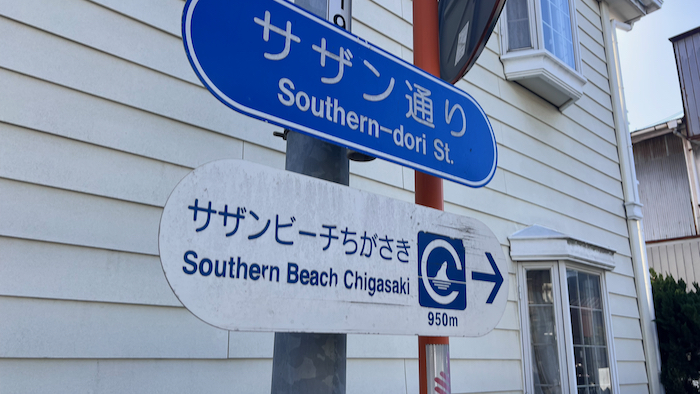 サザン通り
Southern-dori St.
サザンビーチちがさき
Southern Beach Chigasaki
950m